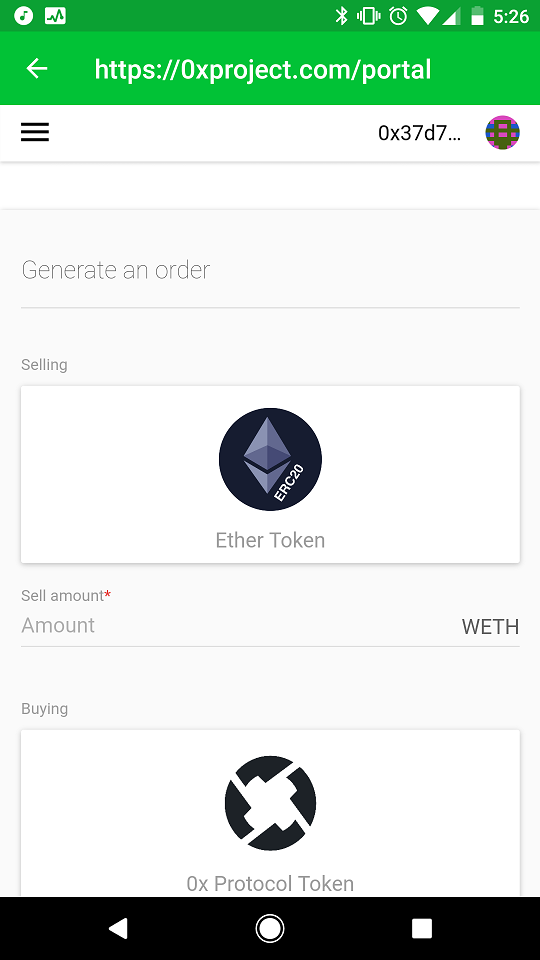 5:26
https://0xproject.com/portal
0x37d7...
Generate an order
Selling
ERC20
Ether Token
Sell amount*
Amount WETH
Buying
0x Protocol Token